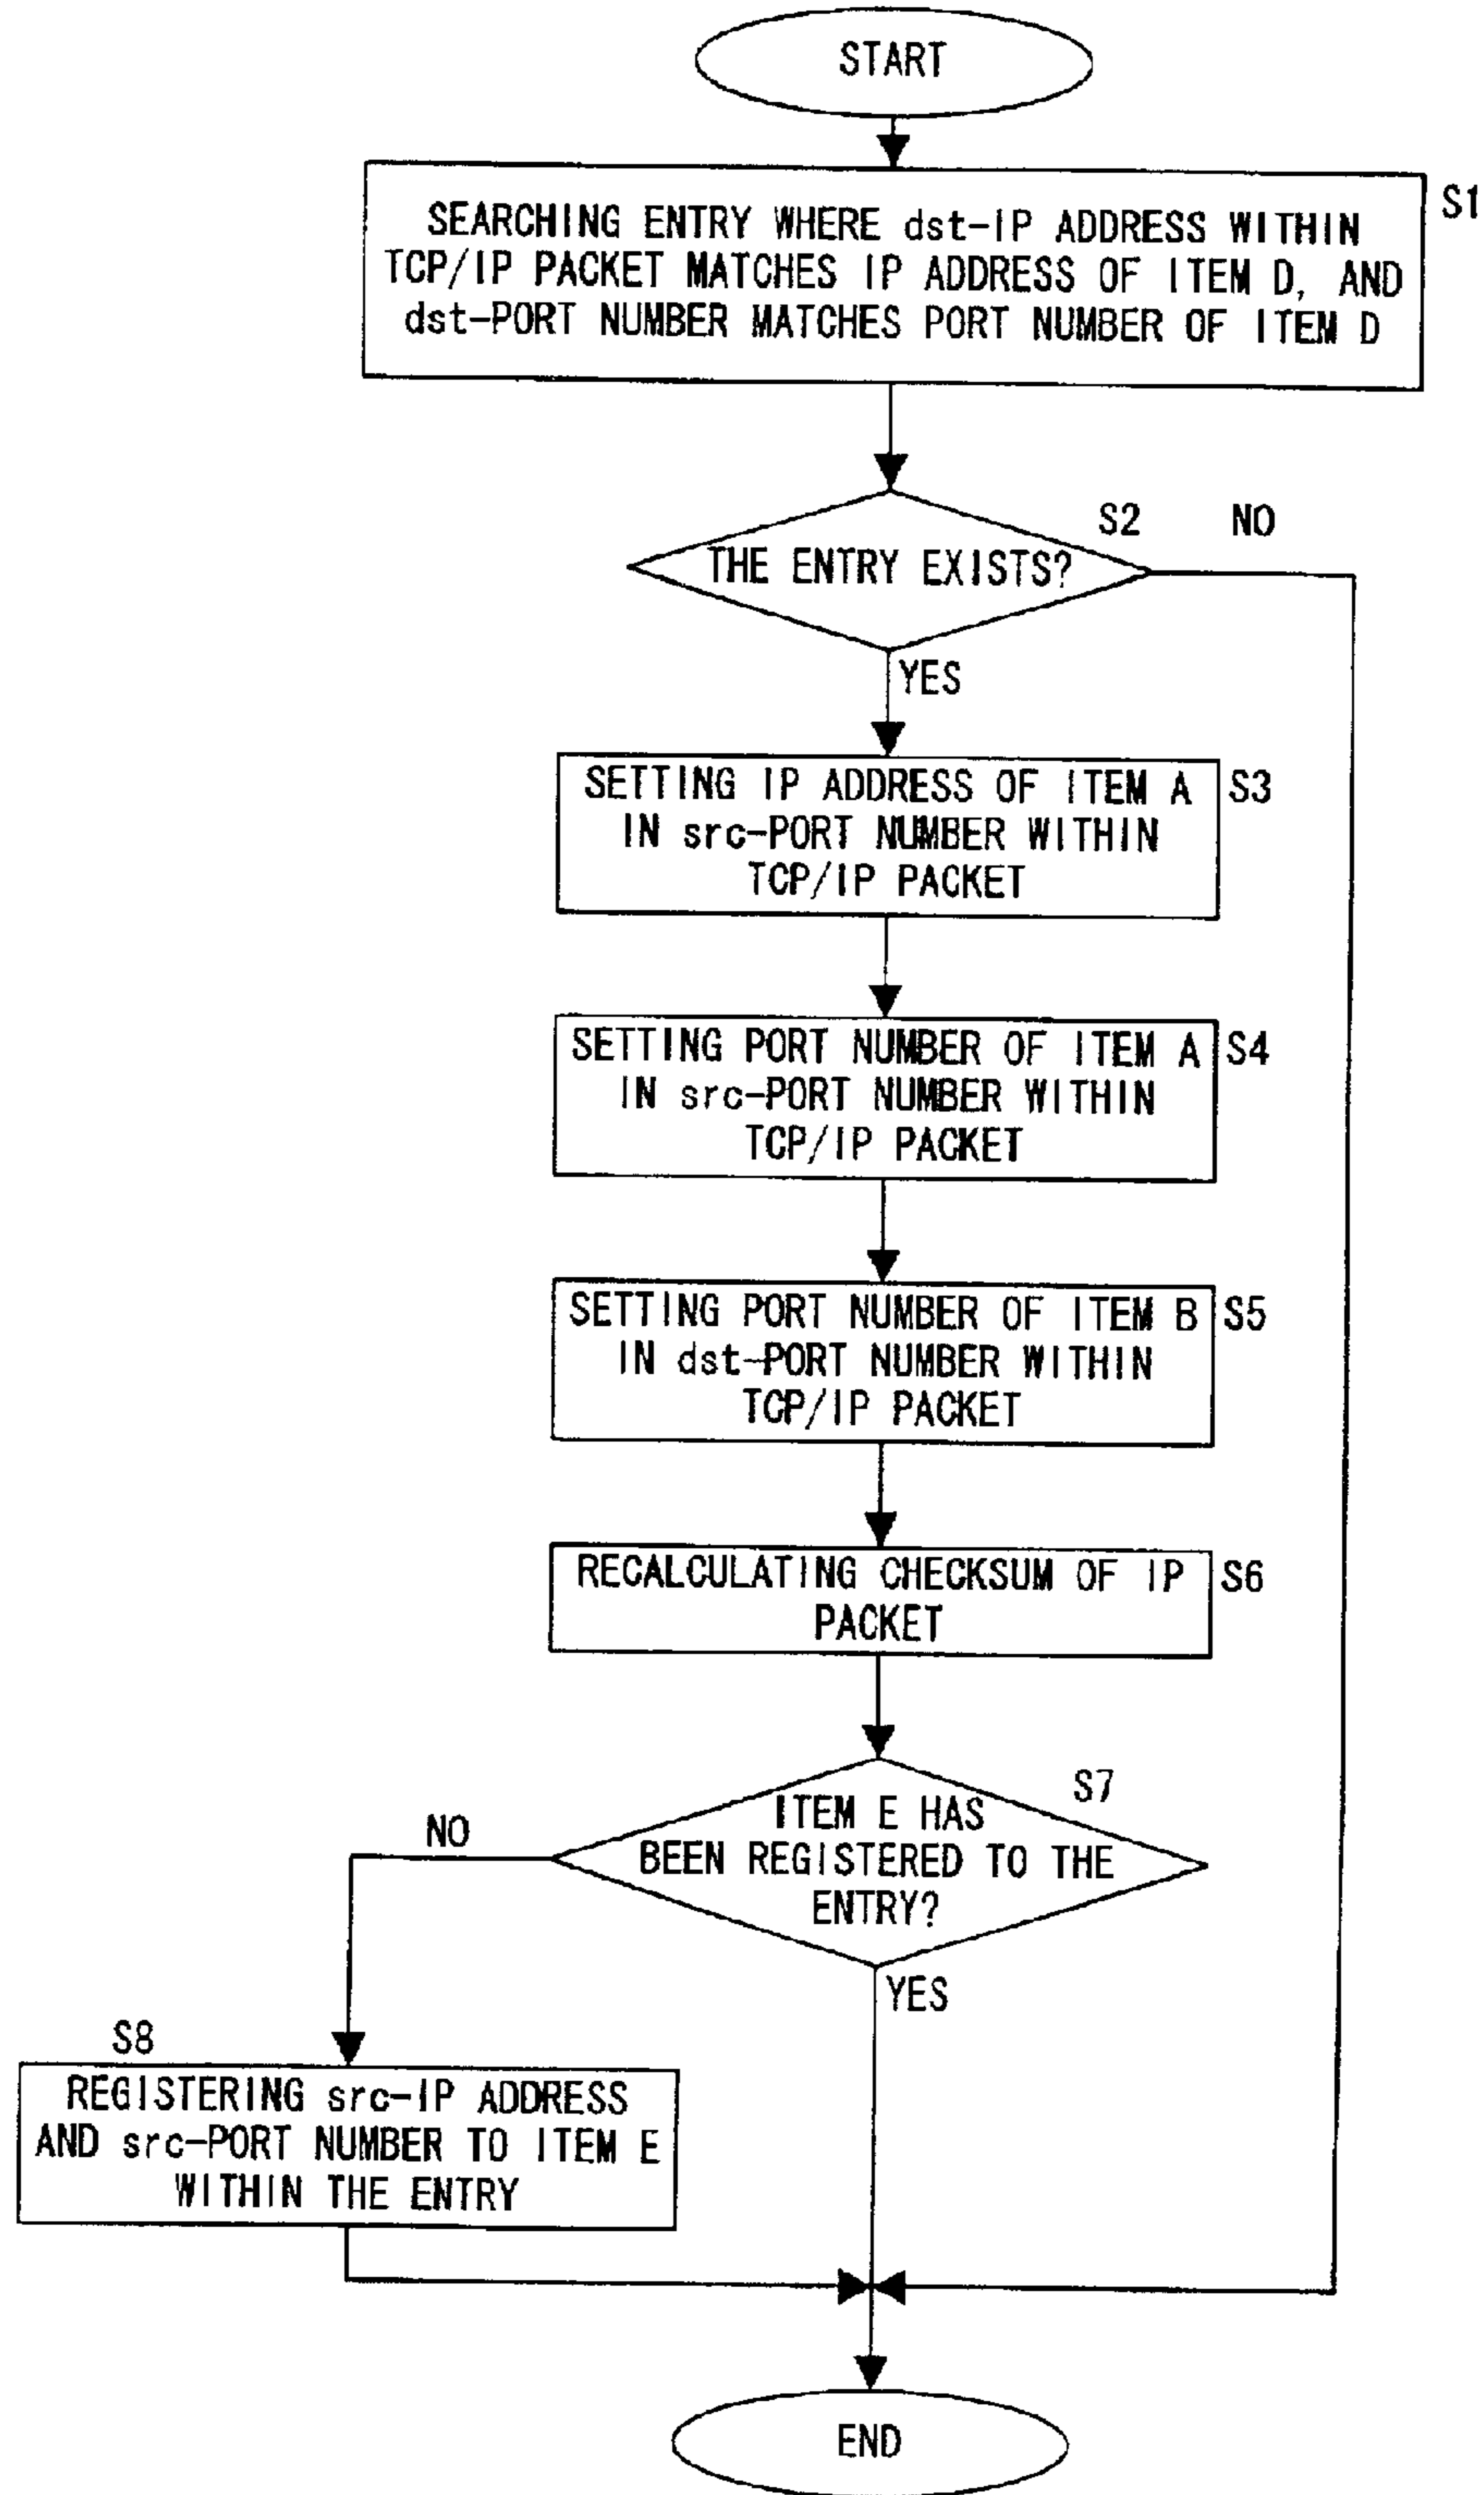 START
S1
SEARCHING ENTRY WHERE dst-IP ADDRESS WITHIN
TCP/IP PACKET MATCHES IP ADDRESS OF ITEM D, AND
dst-PORT NUMBER MATCHES PORT NUMBER OF ITEM D
S2
NO
THE ENTRY EXISTS?
YES
SETTING IP ADDRESS OF ITEM A
IN src-PORT NUMBER WITHIN
TCP/IP PACKET
S3
SETTING PORT NUMBER OF ITEM A
IN src-PORT NUMBER WITHIN
TCP/IP PACKET
S4
SETTING PORT NUMBER OF ITEM B
IN dst-PORT NUMBER WITHIN
TCP/IP PACKET
S5
RECALCULATING CHECKSUM OF IP
PACKET
S6
S7
NO
ITEM E HAS
BEEN REGISTERED TO THE
ENTRY?
YES
S8
REGISTERING src-IP ADDRESS
AND src-PORT NUMBER TO ITEM E
WITHIN THE ENTRY
END